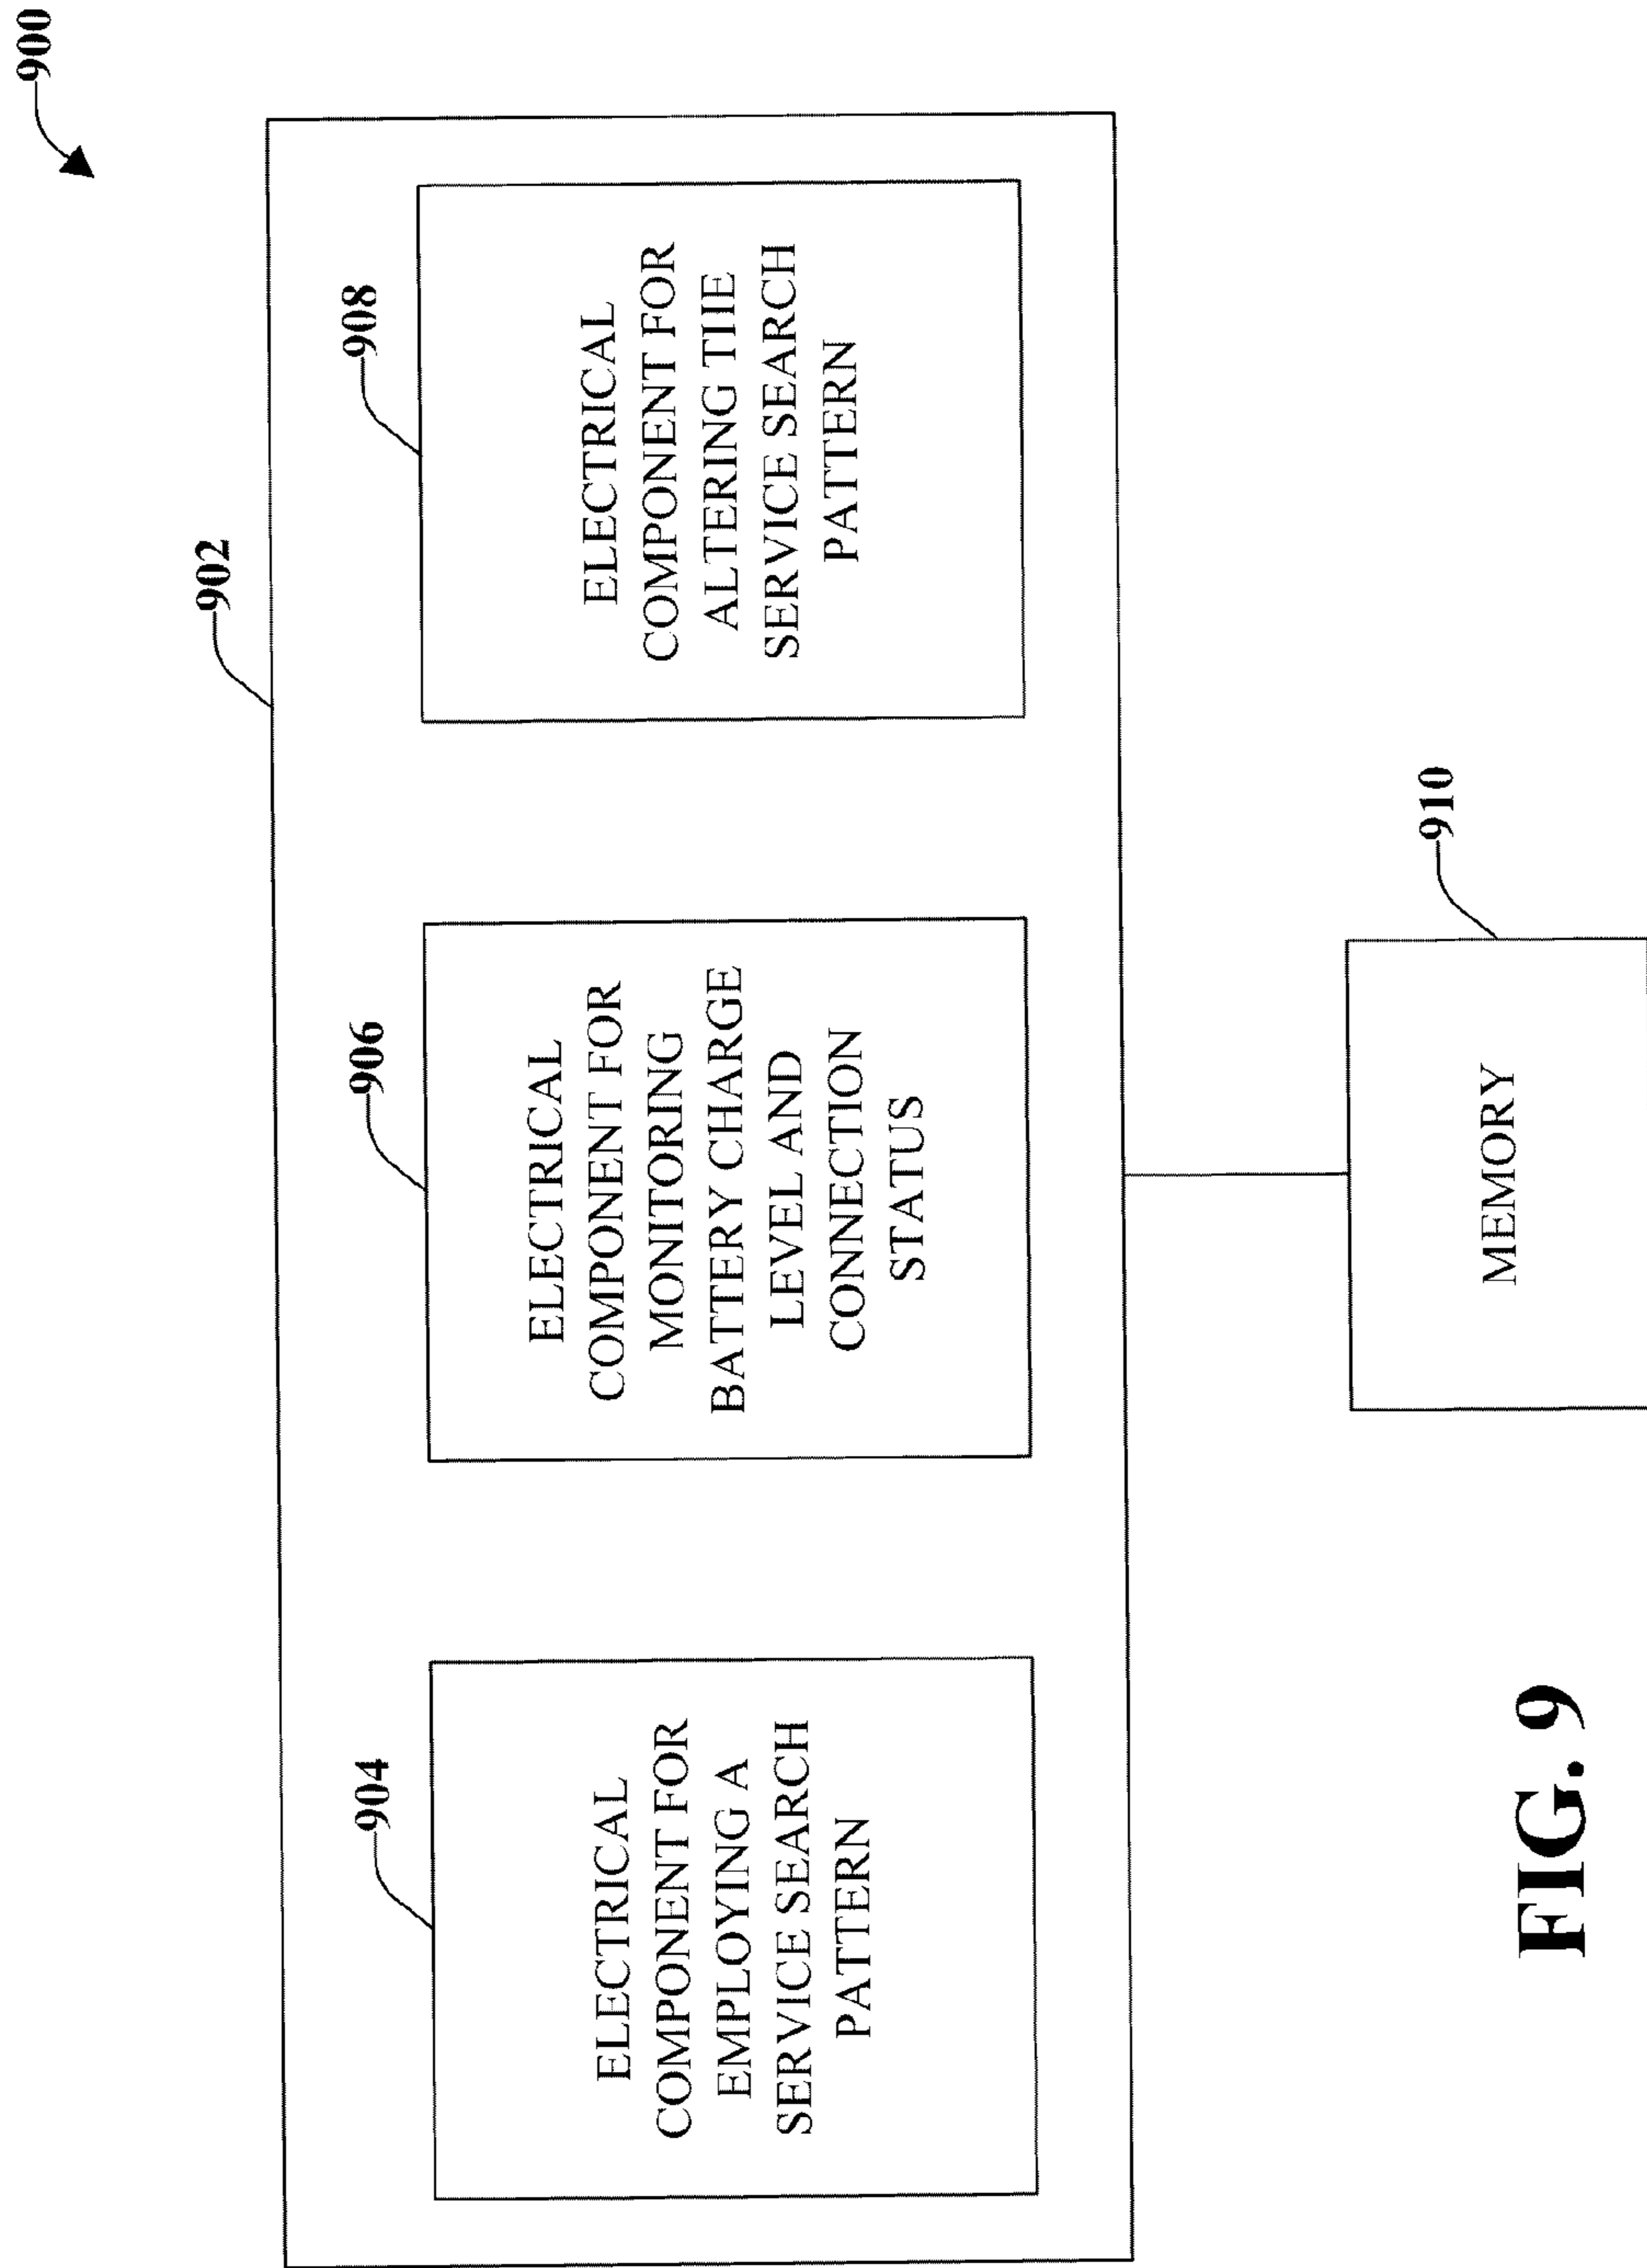 900
902
904
ELECTRICAL
COMPONENT FOR
EMPLOYING A
SERVICE SEARCH
PATTERN
906
ELECTRICAL
COMPONENT FOR
MONITORING
BATTERY CHARGE
LEVEL AND
CONNECTION
STATUS
908
ELECTRICAL
COMPONENT FOR
ALTERING THE
SERVICE SEARCH
PATTERN
910
MEMORY
FIG. 9